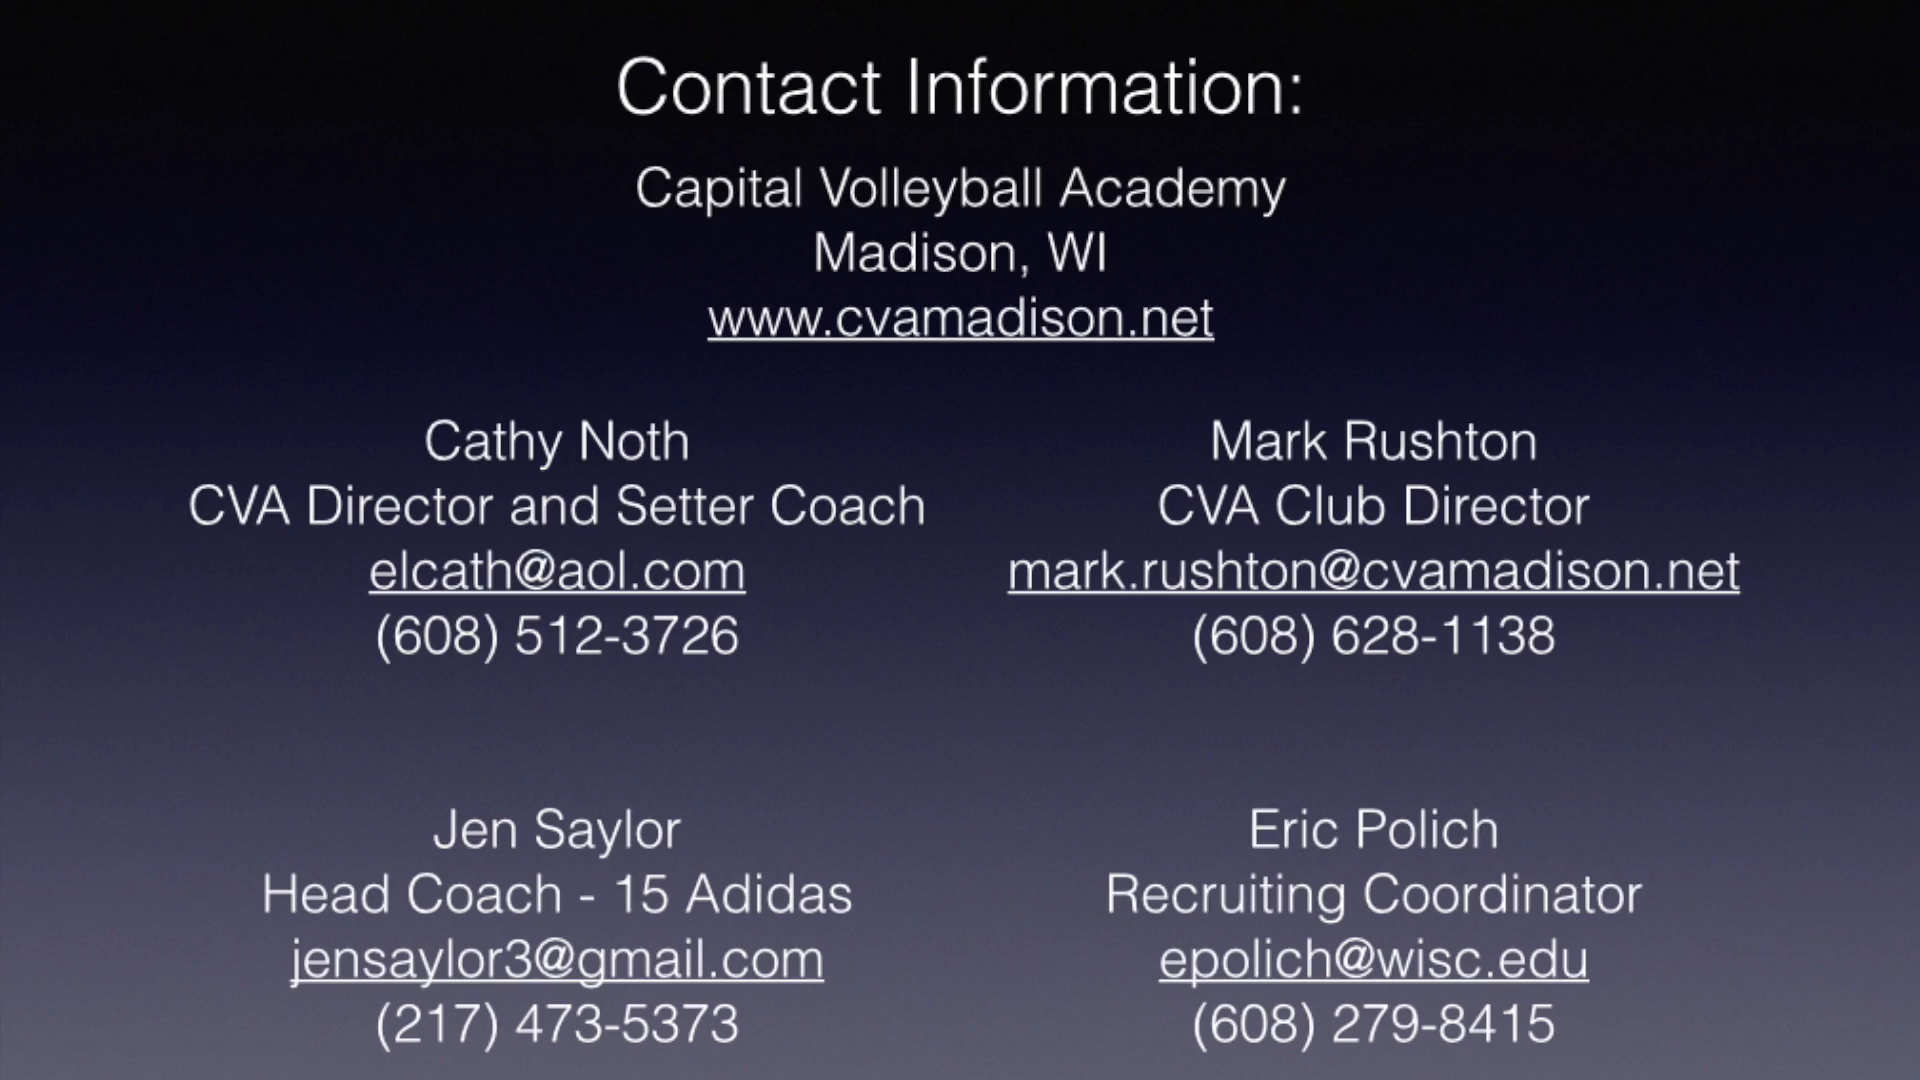 Contact Information:
Capital Volleyball Academy
Madison, WI
www.cvamadison.net
Cathy Noth
CVA Director and Setter Coach
elcath@aol.com
(608) 512-3726
Mark Rushton
CVA Club Director
mark.rushton@cvamadison.net
(608) 628-1138
Jen Saylor
Head Coach - 15 Adidas
jensaylor3@gmail.com
(217) 473-5373
Eric Polich
Recruiting Coordinator
epolich@wisc.edu
(608) 279-8415